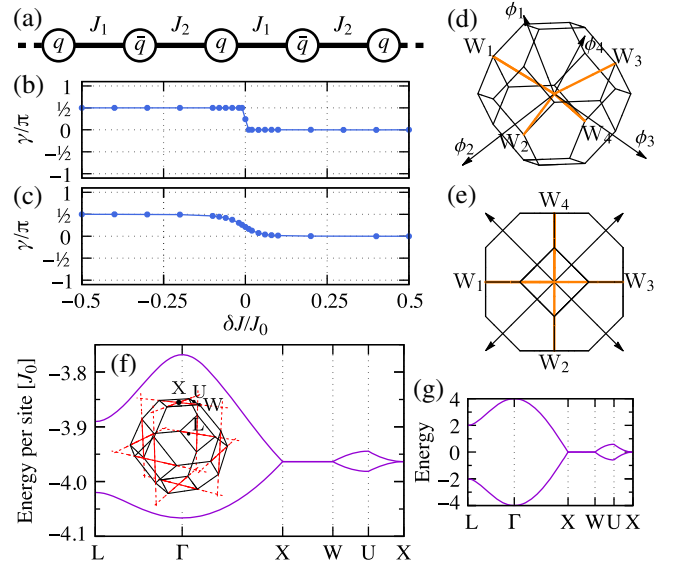 (a) J₁ J₂ J₁ J₂
q q̄ q q̄ q
(b)
γ/π
1
½
0
−½
−1
(c)
γ/π
1
½
0
−½
−1
−0.5 −0.25 0 0.25 0.5
δJ/J₀
(d)
ϕ₁
ϕ₄
W₁ W₃
W₂ W₄
ϕ₂ ϕ₃
(e)
W₄
W₁ W₃
W₂
(f)
Energy per site [J₀]
−3.8
−3.9
−4.0
−4.1
X
U
W
L
L Γ X W U X
(g)
Energy
4
2
0
−2
−4
L Γ X W U X